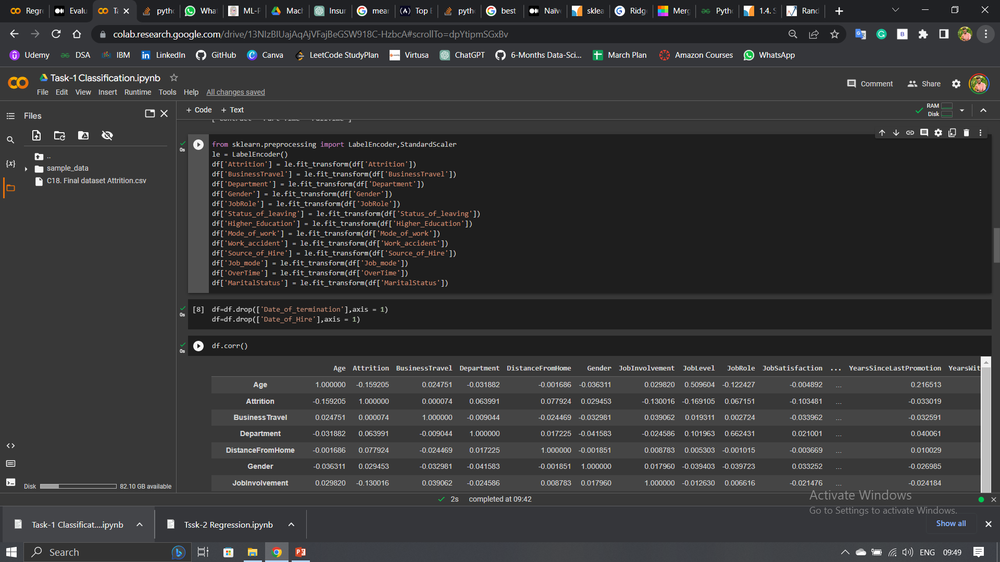 Regr Evalu Ta pytho Wha ML-P Mach Insur mear Top E pytho best Naïv sklea Ridg Merg Pytho 1.4. S Rand
colab.research.google.com/drive/13NIzBIUajAqAjVFajBeGSW918C-HzbcA#scrollTo=dpYtipmSGxBv
Udemy DSA IBM LinkedIn GitHub Canva LeetCode StudyPlan Virtusa ChatGPT 6-Months Data-Sci... March Plan Amazon Courses WhatsApp
Task-1 Classification.ipynb
Comment Share
File Edit View Insert Runtime Tools Help All changes saved
Files
+ Code + Text
RAM
Disk
..
sample_data
C18. Final dataset Attrition.csv
{x}
0s
from sklearn.preprocessing import LabelEncoder,StandardScaler
le = LabelEncoder()
df['Attrition'] = le.fit_transform(df['Attrition'])
df['BusinessTravel'] = le.fit_transform(df['BusinessTravel'])
df['Department'] = le.fit_transform(df['Department'])
df['Gender'] = le.fit_transform(df['Gender'])
df['JobRole'] = le.fit_transform(df['JobRole'])
df['Status_of_leaving'] = le.fit_transform(df['Status_of_leaving'])
df['Higher_Education'] = le.fit_transform(df['Higher_Education'])
df['Mode_of_work'] = le.fit_transform(df['Mode_of_work'])
df['Work_accident'] = le.fit_transform(df['Work_accident'])
df['Source_of_Hire'] = le.fit_transform(df['Source_of_Hire'])
df['Job_mode'] = le.fit_transform(df['Job_mode'])
df['OverTime'] = le.fit_transform(df['OverTime'])
df['MaritalStatus'] = le.fit_transform(df['MaritalStatus'])
0s
[8] df=df.drop(['Date_of_termination'],axis = 1)
df=df.drop(['Date_of_Hire'],axis = 1)
0s
df.corr()
Age Attrition BusinessTravel Department DistanceFromHome Gender JobInvolvement JobLevel JobRole JobSatisfaction ... YearsSinceLastPromotion YearsWit
Age 1.000000 -0.159205 0.024751 -0.031882 -0.001686 -0.036311 0.029820 0.509604 -0.122427 -0.004892 ... 0.216513
Attrition -0.159205 1.000000 0.000074 0.063991 0.077924 0.029453 -0.130016 -0.169105 0.067151 -0.103481 ... -0.033019
BusinessTravel 0.024751 0.000074 1.000000 -0.009044 -0.024469 -0.032981 0.039062 0.019311 0.002724 -0.033962 ... -0.032591
Department -0.031882 0.063991 -0.009044 1.000000 0.017225 -0.041583 -0.024586 0.101963 0.662431 0.021001 ... 0.040061
DistanceFromHome -0.001686 0.077924 -0.024469 0.017225 1.000000 -0.001851 0.008783 0.005303 -0.001015 -0.003669 ... 0.010029
Gender -0.036311 0.029453 -0.032981 -0.041583 -0.001851 1.000000 0.017960 -0.039403 -0.039723 0.033252 ... -0.026985
JobInvolvement 0.029820 -0.130016 0.039062 -0.024586 0.008783 0.017960 1.000000 -0.012630 0.006616 -0.021476 ... -0.024184
Disk 82.10 GB available
2s completed at 09:42
Activate Windows
Go to Settings to activate Windows.
Task-1 Classificat....ipynb Tssk-2 Regression.ipynb Show all
Search ENG 09:49